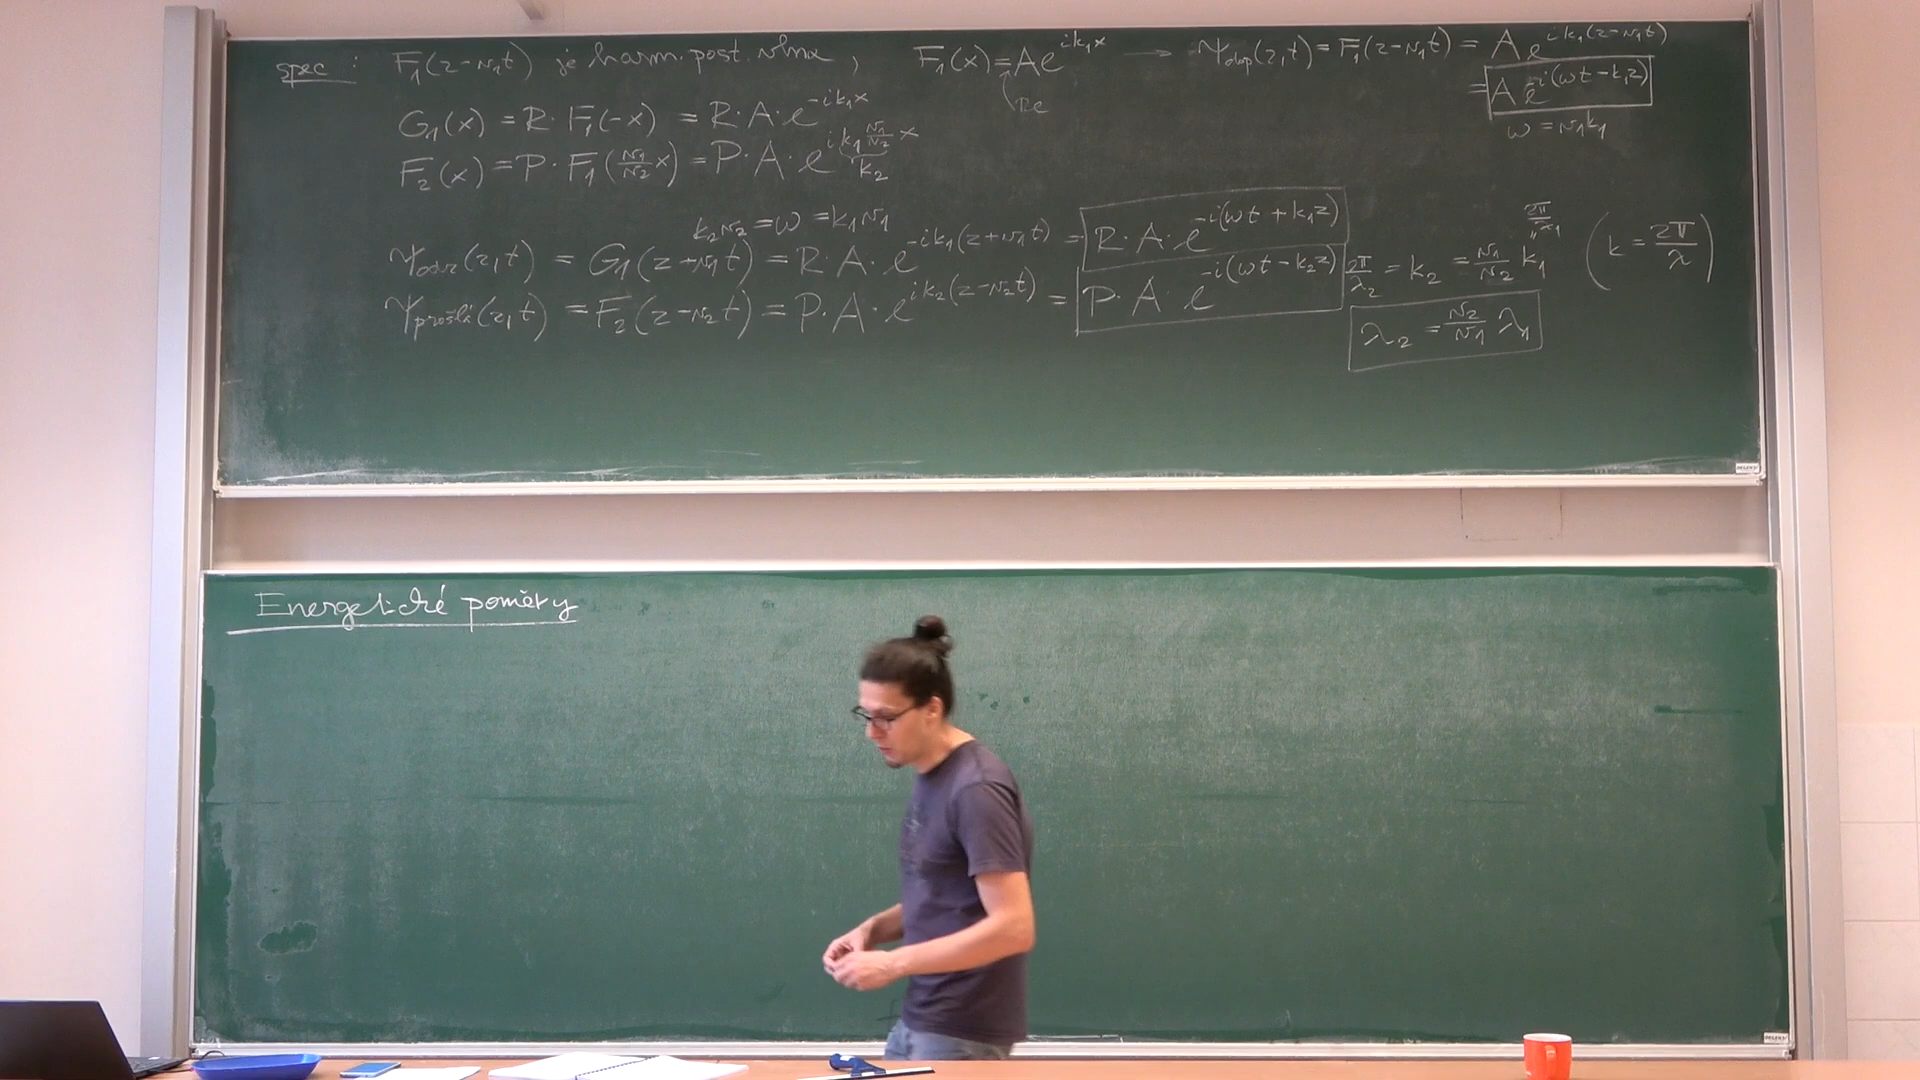 spec: F₁(z-v₁t) je harm. post. vlna, F₁(x) = Ae^{ik₁x} → Ψ_dop(z,t) = F₁(z-v₁t) = A e^{ik₁(z-v₁t)}
Re
= A e^{-i(ωt-k₁z)}
ω = v₁k₁
G₁(x) = R·F₁(-x) = R·A·e^{-ik₁x}
F₂(x) = P·F₁(v₁/v₂ x) = P·A·e^{ik₁ v₁/v₂ x}
k₂
k₂v₂ = ω = k₁v₁
Ψ_odr(z,t) = G₁(z+v₁t) = R·A·e^{-ik₁(z+v₁t)} = R·A·e^{-i(ωt+k₁z)}
Ψ_prošlá(z,t) = F₂(z-v₂t) = P·A·e^{ik₂(z-v₂t)} = P·A e^{-i(ωt-k₂z)}
2π/λ₂ = k₂ = v₁/v₂ k₁ (k = 2π/λ)
2π/λ₁
λ₂ = v₂/v₁ λ₁
Energetické poměry